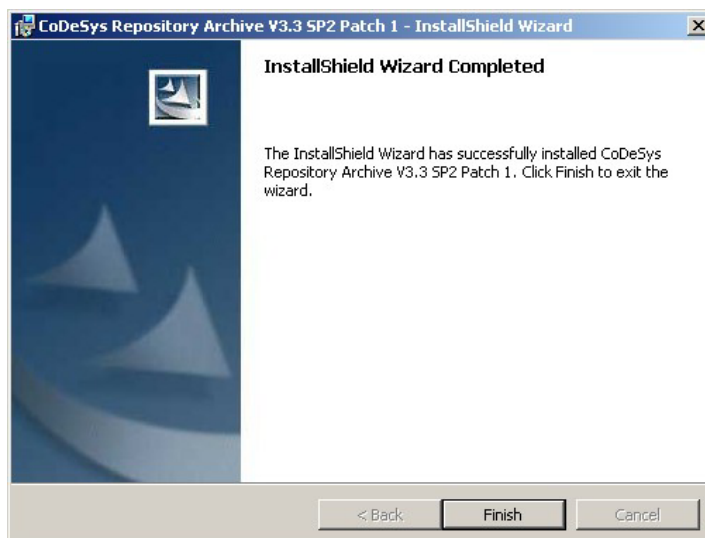 CoDeSys Repository Archive V3.3 SP2 Patch 1 - InstallShield Wizard
InstallShield Wizard Completed
The InstallShield Wizard has successfully installed CoDeSys
Repository Archive V3.3 SP2 Patch 1. Click Finish to exit the
wizard.
< Back
Finish
Cancel